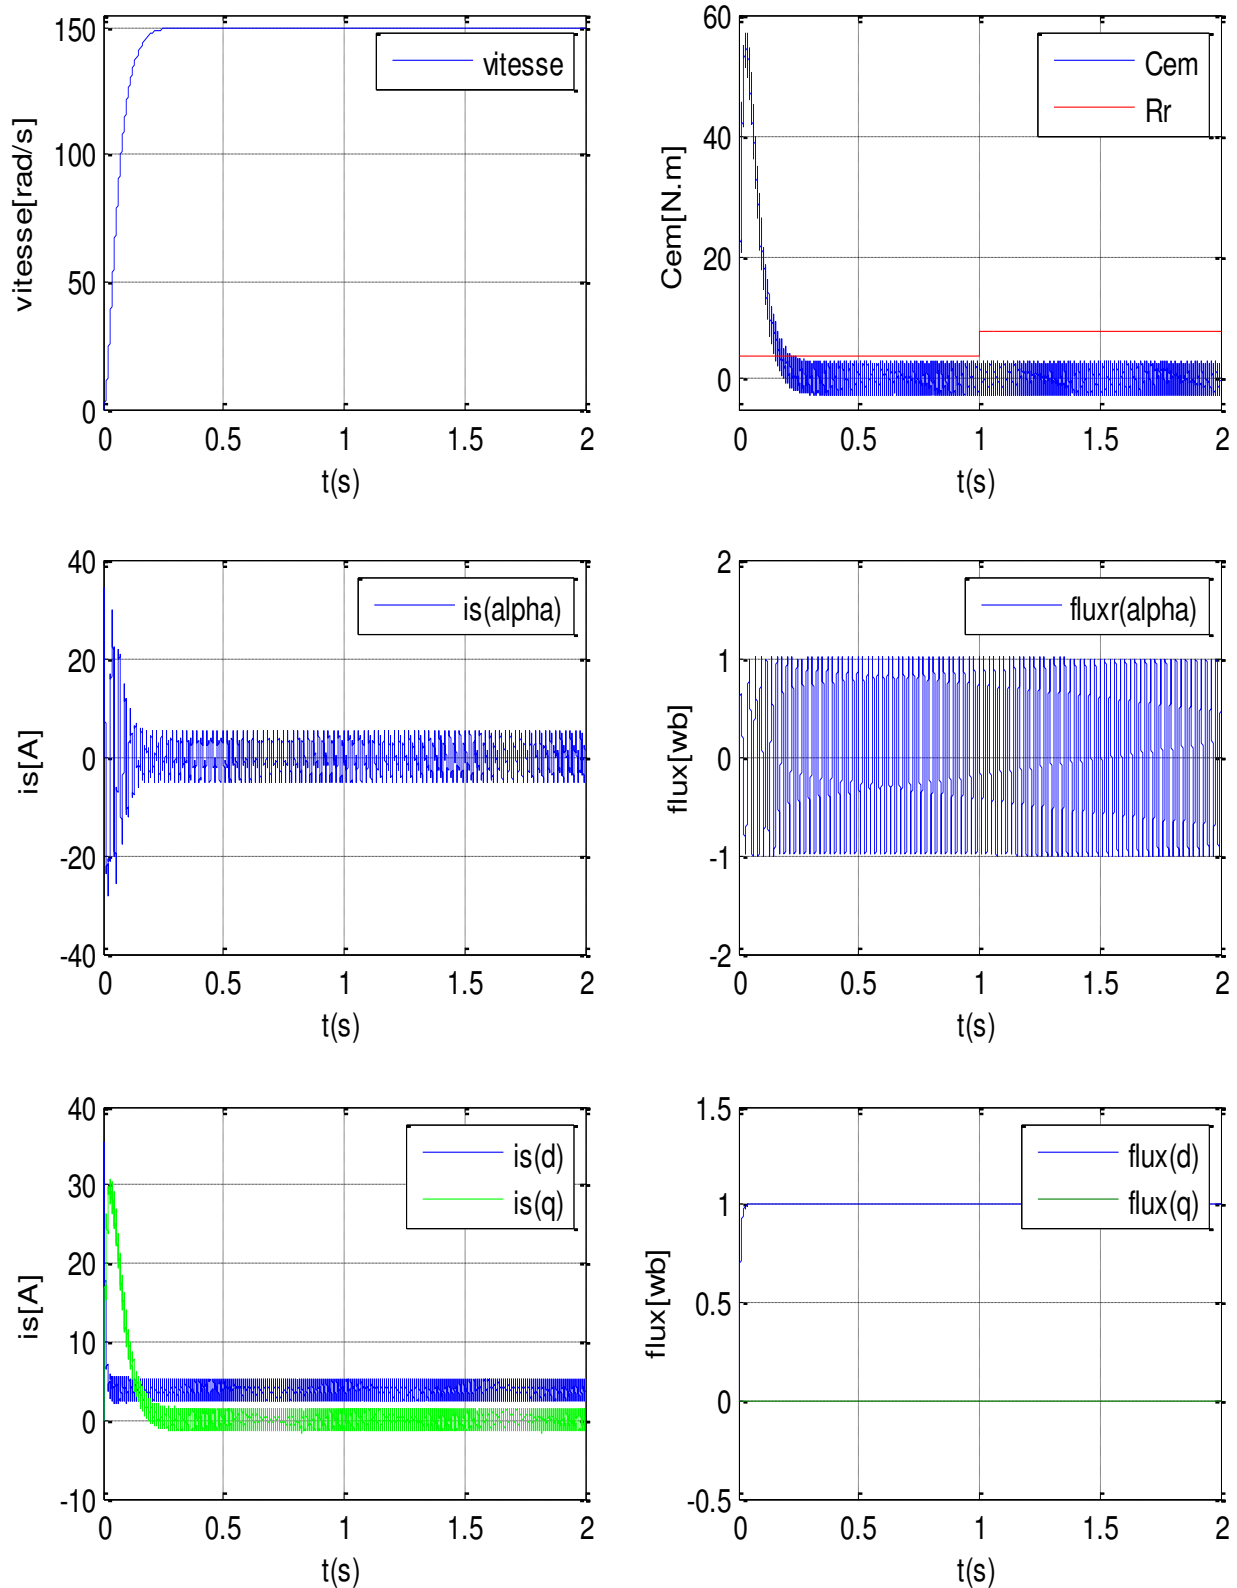 vitesse[rad/s]
150
100
50
0
0 0.5 1 1.5 2
t(s)
vitesse
Cem[N.m]
60
40
20
0
0 0.5 1 1.5 2
t(s)
Cem
Rr
is[A]
40
20
0
-20
-40
0 0.5 1 1.5 2
t(s)
is(alpha)
flux[wb]
2
1
0
-1
-2
0 0.5 1 1.5 2
t(s)
fluxr(alpha)
is[A]
40
30
20
10
0
-10
0 0.5 1 1.5 2
t(s)
is(d)
is(q)
flux[wb]
1.5
1
0.5
0
-0.5
0 0.5 1 1.5 2
t(s)
flux(d)
flux(q)